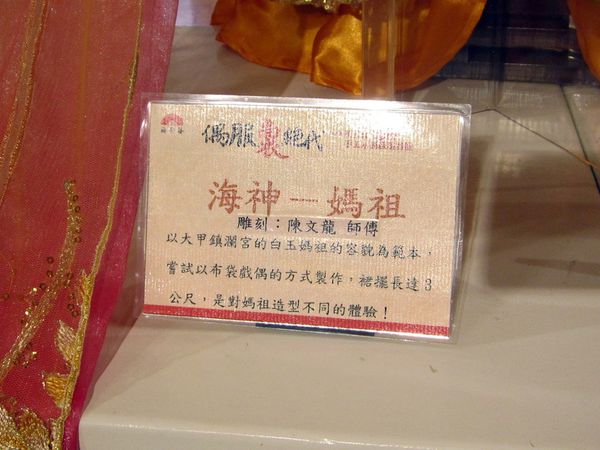 偶服囊絕代
海神—媽祖
雕刻：陳文龍 師傅
以大甲鎮瀾宮的白玉媽祖的容貌為範本，
嘗試以布袋戲偶的方式製作，裙擺長達3
公尺，是對媽祖造型不同的體驗！